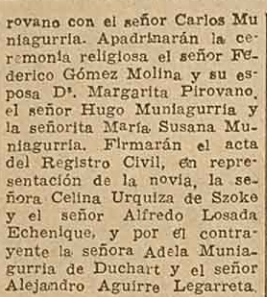 rovano con el señor Carlos Mu
niagurria. Apadrinarán la ce-
remonia religiosa el señor Fe-
derico Gómez Molina y su es-
posa Dª. Margarita Pirovano,
el señor Hugo Muniagurria y
la señorita María Susana Mu-
niagurria. Firmarán el acta
del Registro Civil, en repre-
sentación de la novia, la se-
ñora Celina Urquiza de Szoke
y el señor Alfredo Losada
Echenique, y por el contra-
yente la señora Adela Munia-
gurria de Duchart y el señor
Alejandro Aguirre Legarreta.